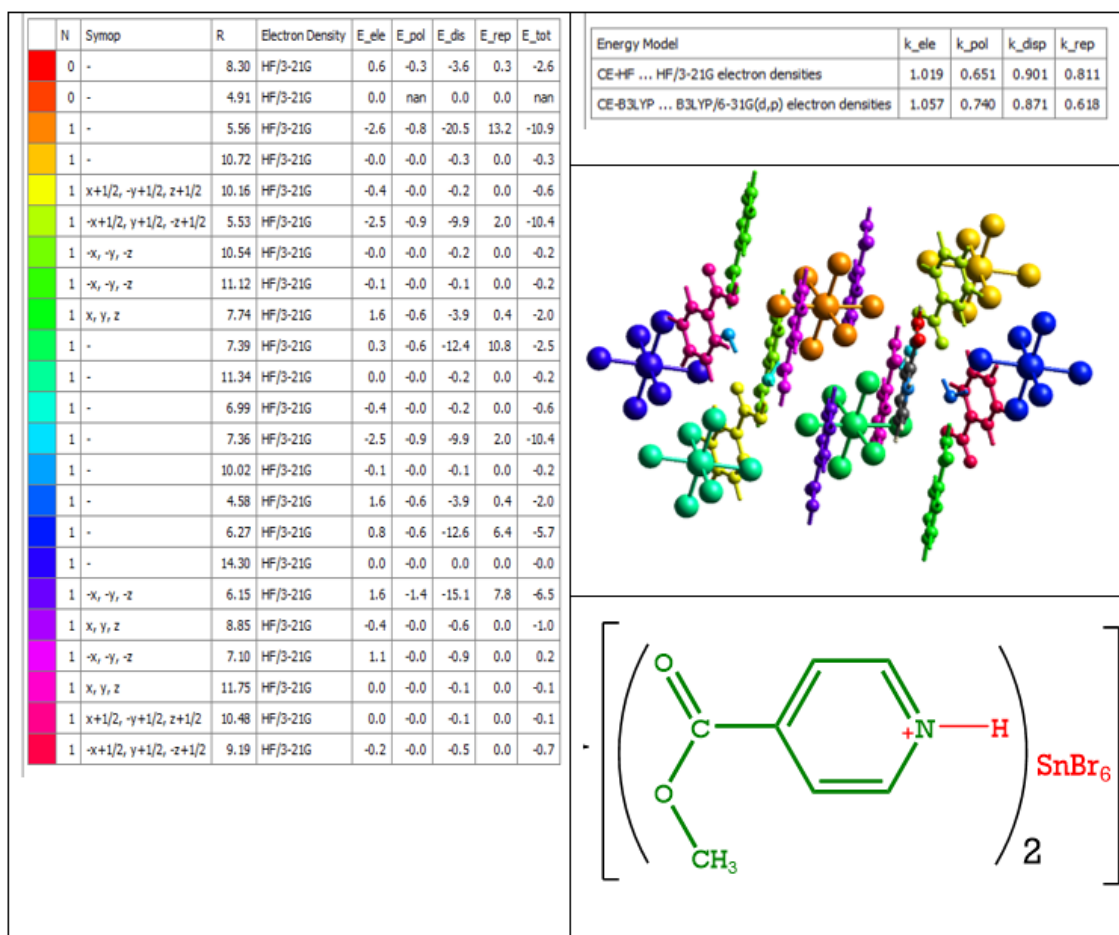 N Symop R Electron Density E_ele E_pol E_dis E_rep E_tot
0 - 8.30 HF/3-21G 0.6 -0.3 -3.6 0.3 -2.6
0 - 4.91 HF/3-21G 0.0 nan 0.0 0.0 nan
1 - 5.56 HF/3-21G -2.6 -0.8 -20.5 13.2 -10.9
1 - 10.72 HF/3-21G -0.0 -0.0 -0.3 0.0 -0.3
1 x+1/2, -y+1/2, z+1/2 10.16 HF/3-21G -0.4 -0.0 -0.2 0.0 -0.6
1 -x+1/2, y+1/2, -z+1/2 5.53 HF/3-21G -2.5 -0.9 -9.9 2.0 -10.4
1 -x, -y, -z 10.54 HF/3-21G -0.0 -0.0 -0.2 0.0 -0.2
1 -x, -y, -z 11.12 HF/3-21G -0.1 -0.0 -0.1 0.0 -0.2
1 x, y, z 7.74 HF/3-21G 1.6 -0.6 -3.9 0.4 -2.0
1 - 7.39 HF/3-21G 0.3 -0.6 -12.4 10.8 -2.5
1 - 11.34 HF/3-21G 0.0 -0.0 -0.2 0.0 -0.2
1 - 6.99 HF/3-21G -0.4 -0.0 -0.2 0.0 -0.6
1 - 7.36 HF/3-21G -2.5 -0.9 -9.9 2.0 -10.4
1 - 10.02 HF/3-21G -0.1 -0.0 -0.1 0.0 -0.2
1 - 4.58 HF/3-21G 1.6 -0.6 -3.9 0.4 -2.0
1 - 6.27 HF/3-21G 0.8 -0.6 -12.6 6.4 -5.7
1 - 14.30 HF/3-21G 0.0 -0.0 0.0 0.0 -0.0
1 -x, -y, -z 6.15 HF/3-21G 1.6 -1.4 -15.1 7.8 -6.5
1 x, y, z 8.85 HF/3-21G -0.4 -0.0 -0.6 0.0 -1.0
1 -x, -y, -z 7.10 HF/3-21G 1.1 -0.0 -0.9 0.0 0.2
1 x, y, z 11.75 HF/3-21G 0.0 -0.0 -0.1 0.0 -0.1
1 x+1/2, -y+1/2, z+1/2 10.48 HF/3-21G 0.0 -0.0 -0.1 0.0 -0.1
1 -x+1/2, y+1/2, -z+1/2 9.19 HF/3-21G -0.2 -0.0 -0.5 0.0 -0.7
Energy Model k_ele k_pol k_disp k_rep
CE-HF ... HF/3-21G electron densities 1.019 0.651 0.901 0.811
CE-B3LYP ... B3LYP/6-31G(d,p) electron densities 1.057 0.740 0.871 0.618
O
C +N H
SnBr6
O
CH3 2